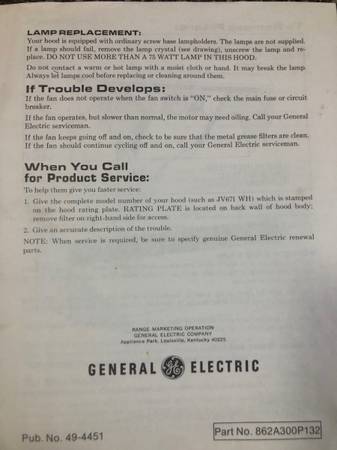 LAMP REPLACEMENT:
Your hood is equipped with ordinary screw base lampholders. The lamps are not supplied.
If a lamp should fail, remove the lamp crystal (see drawing), unscrew the lamp and re-
place. DO NOT USE MORE THAN A 75 WATT LAMP IN THIS HOOD.
Do not contact a warm or hot lamp with a moist cloth or hand. It may break the lamp.
Always let lamps cool before replacing or cleaning around them.
If Trouble Develops:
If the fan does not operate when the fan switch is "ON," check the main fuse or circuit
breaker.
If the fan operates, but slower than normal, the motor may need oiling. Call your General
Electric serviceman.
If the fan keeps going off and on, check to be sure that the metal grease filters are clean.
If the fan should continue cycling off and on, call your General Electric serviceman.
When You Call
for Product Service:
To help them give you faster service:
1. Give the complete model number of your hood (such as JV671 WH) which is stamped
on the hood rating plate. RATING PLATE is located on back wall of hood body;
remove filter on right-hand side for access.
2. Give an accurate description of the trouble.
NOTE: When service is required, be sure to specify genuine General Electric renewal
parts.
RANGE MARKETING OPERATION
GENERAL ELECTRIC COMPANY
Appliance Park, Louisville, Kentucky 40225
GENERAL GE ELECTRIC
Pub. No. 49-4451
Part No. 862A300P132